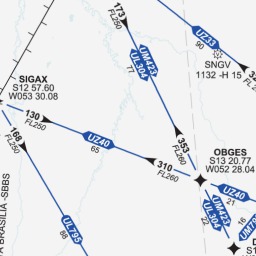 173
FL250
77
UM423
UL304
UZ33
90
SNGV
1132 -H 15
SIGAX
S12 57.60
W053 30.08
130
FL250
168
FL250
UZ40
65
353
FL260
310
FL260
OBGES
S13 20.77
W052 28.04
UZ40
21
16
UM423
UL304
22
UL795
88
A BRASILIA -SBBS
D
S